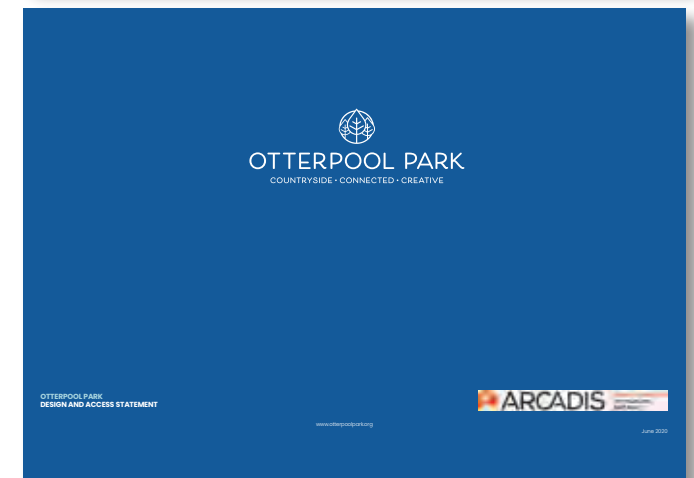 OTTERPOOL PARK
COUNTRYSIDE • CONNECTED • CREATIVE
OTTERPOOL PARK
DESIGN AND ACCESS STATEMENT
ARCADIS
www.otterpoolpark.org
June 2020